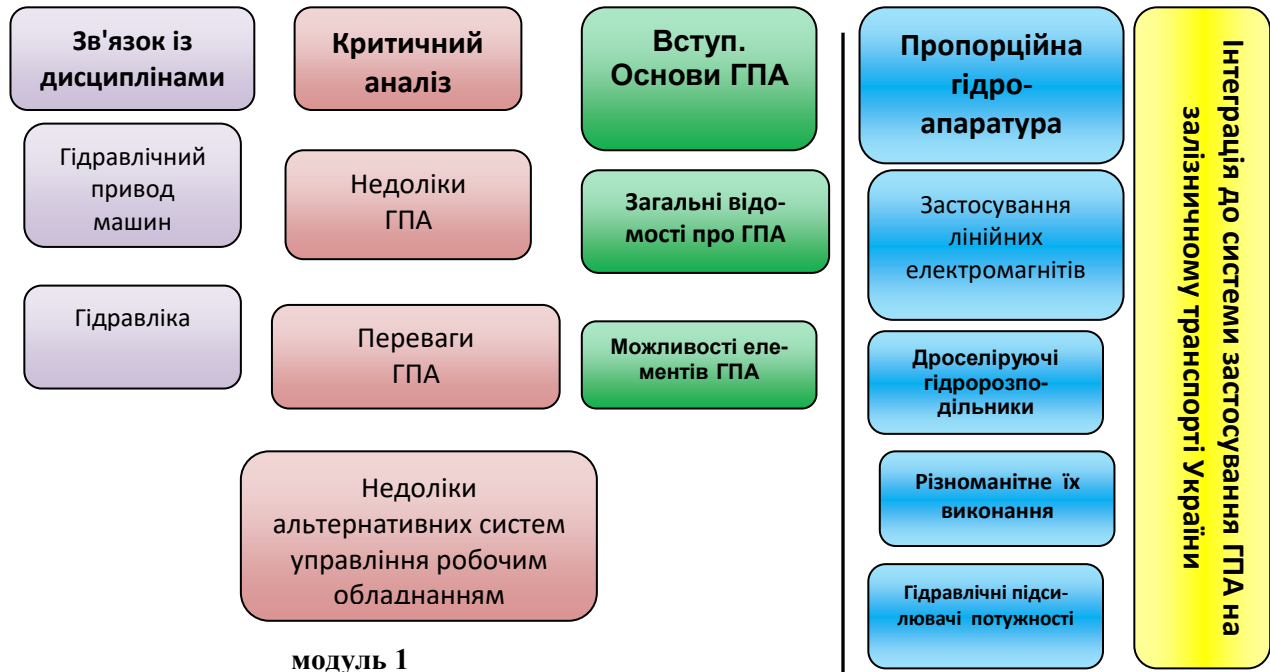 Зв'язок із
дисциплінами
Гідравлічний
привод
машин
Гідравліка
Критичний
аналіз
Недоліки
ГПА
Переваги
ГПА
Недоліки
альтернативних систем
управління робочим
обладнанням
Вступ.
Основи ГПА
Загальні відо-
мості про ГПА
Можливості еле-
ментів ГПА
модуль 1
Пропорційна
гідро-
апаратура
Застосування
лінійних
електромагнітів
Дроселіруючі
гідророзпо-
дільники
Різноманітне їх
виконання
Гідравлічні підси-
лювачі потужності
Інтеграція до системи застосування ГПА на
залізничному транспорті України